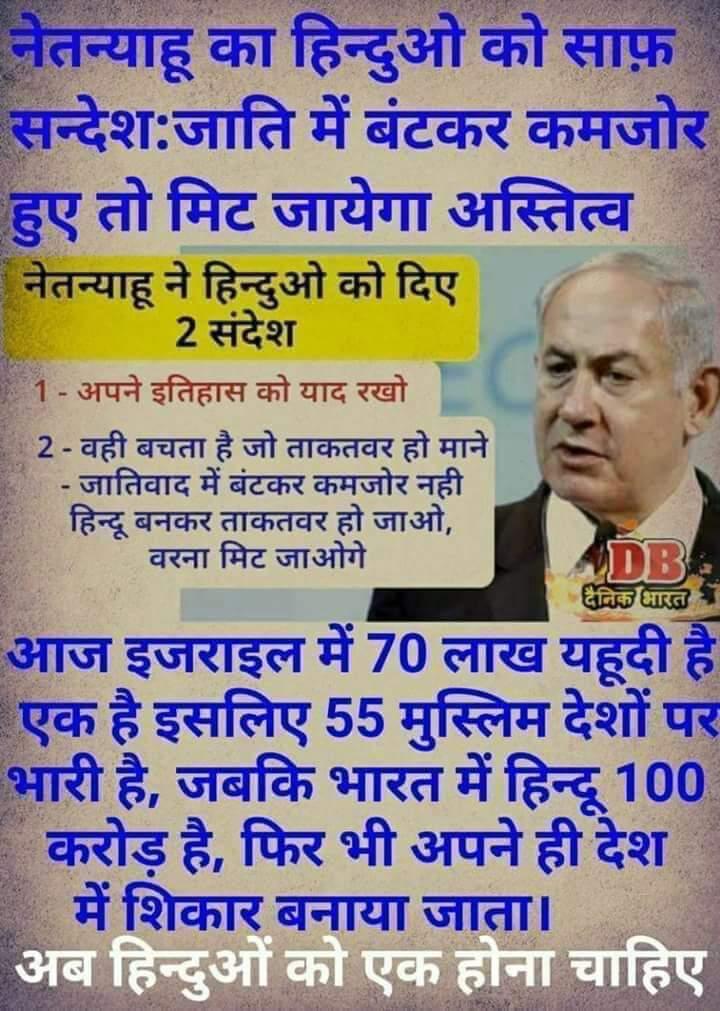 नेतन्याहू का हिन्दुओ को साफ़
सन्देश:जाति में बंटकर कमजोर
हुए तो मिट जायेगा अस्तित्व
नेतन्याहू ने हिन्दुओ को दिए
2 संदेश
1 - अपने इतिहास को याद रखो
2 - वही बचता है जो ताकतवर हो माने
- जातिवाद में बंटकर कमजोर नही
हिन्दू बनकर ताकतवर हो जाओ,
वरना मिट जाओगे
DB
दैनिक भारत
आज इजराइल में 70 लाख यहूदी है
एक है इसलिए 55 मुस्लिम देशों पर
भारी है, जबकि भारत में हिन्दू 100
करोड़ है, फिर भी अपने ही देश
में शिकार बनाया जाता।
अब हिन्दुओं को एक होना चाहिए